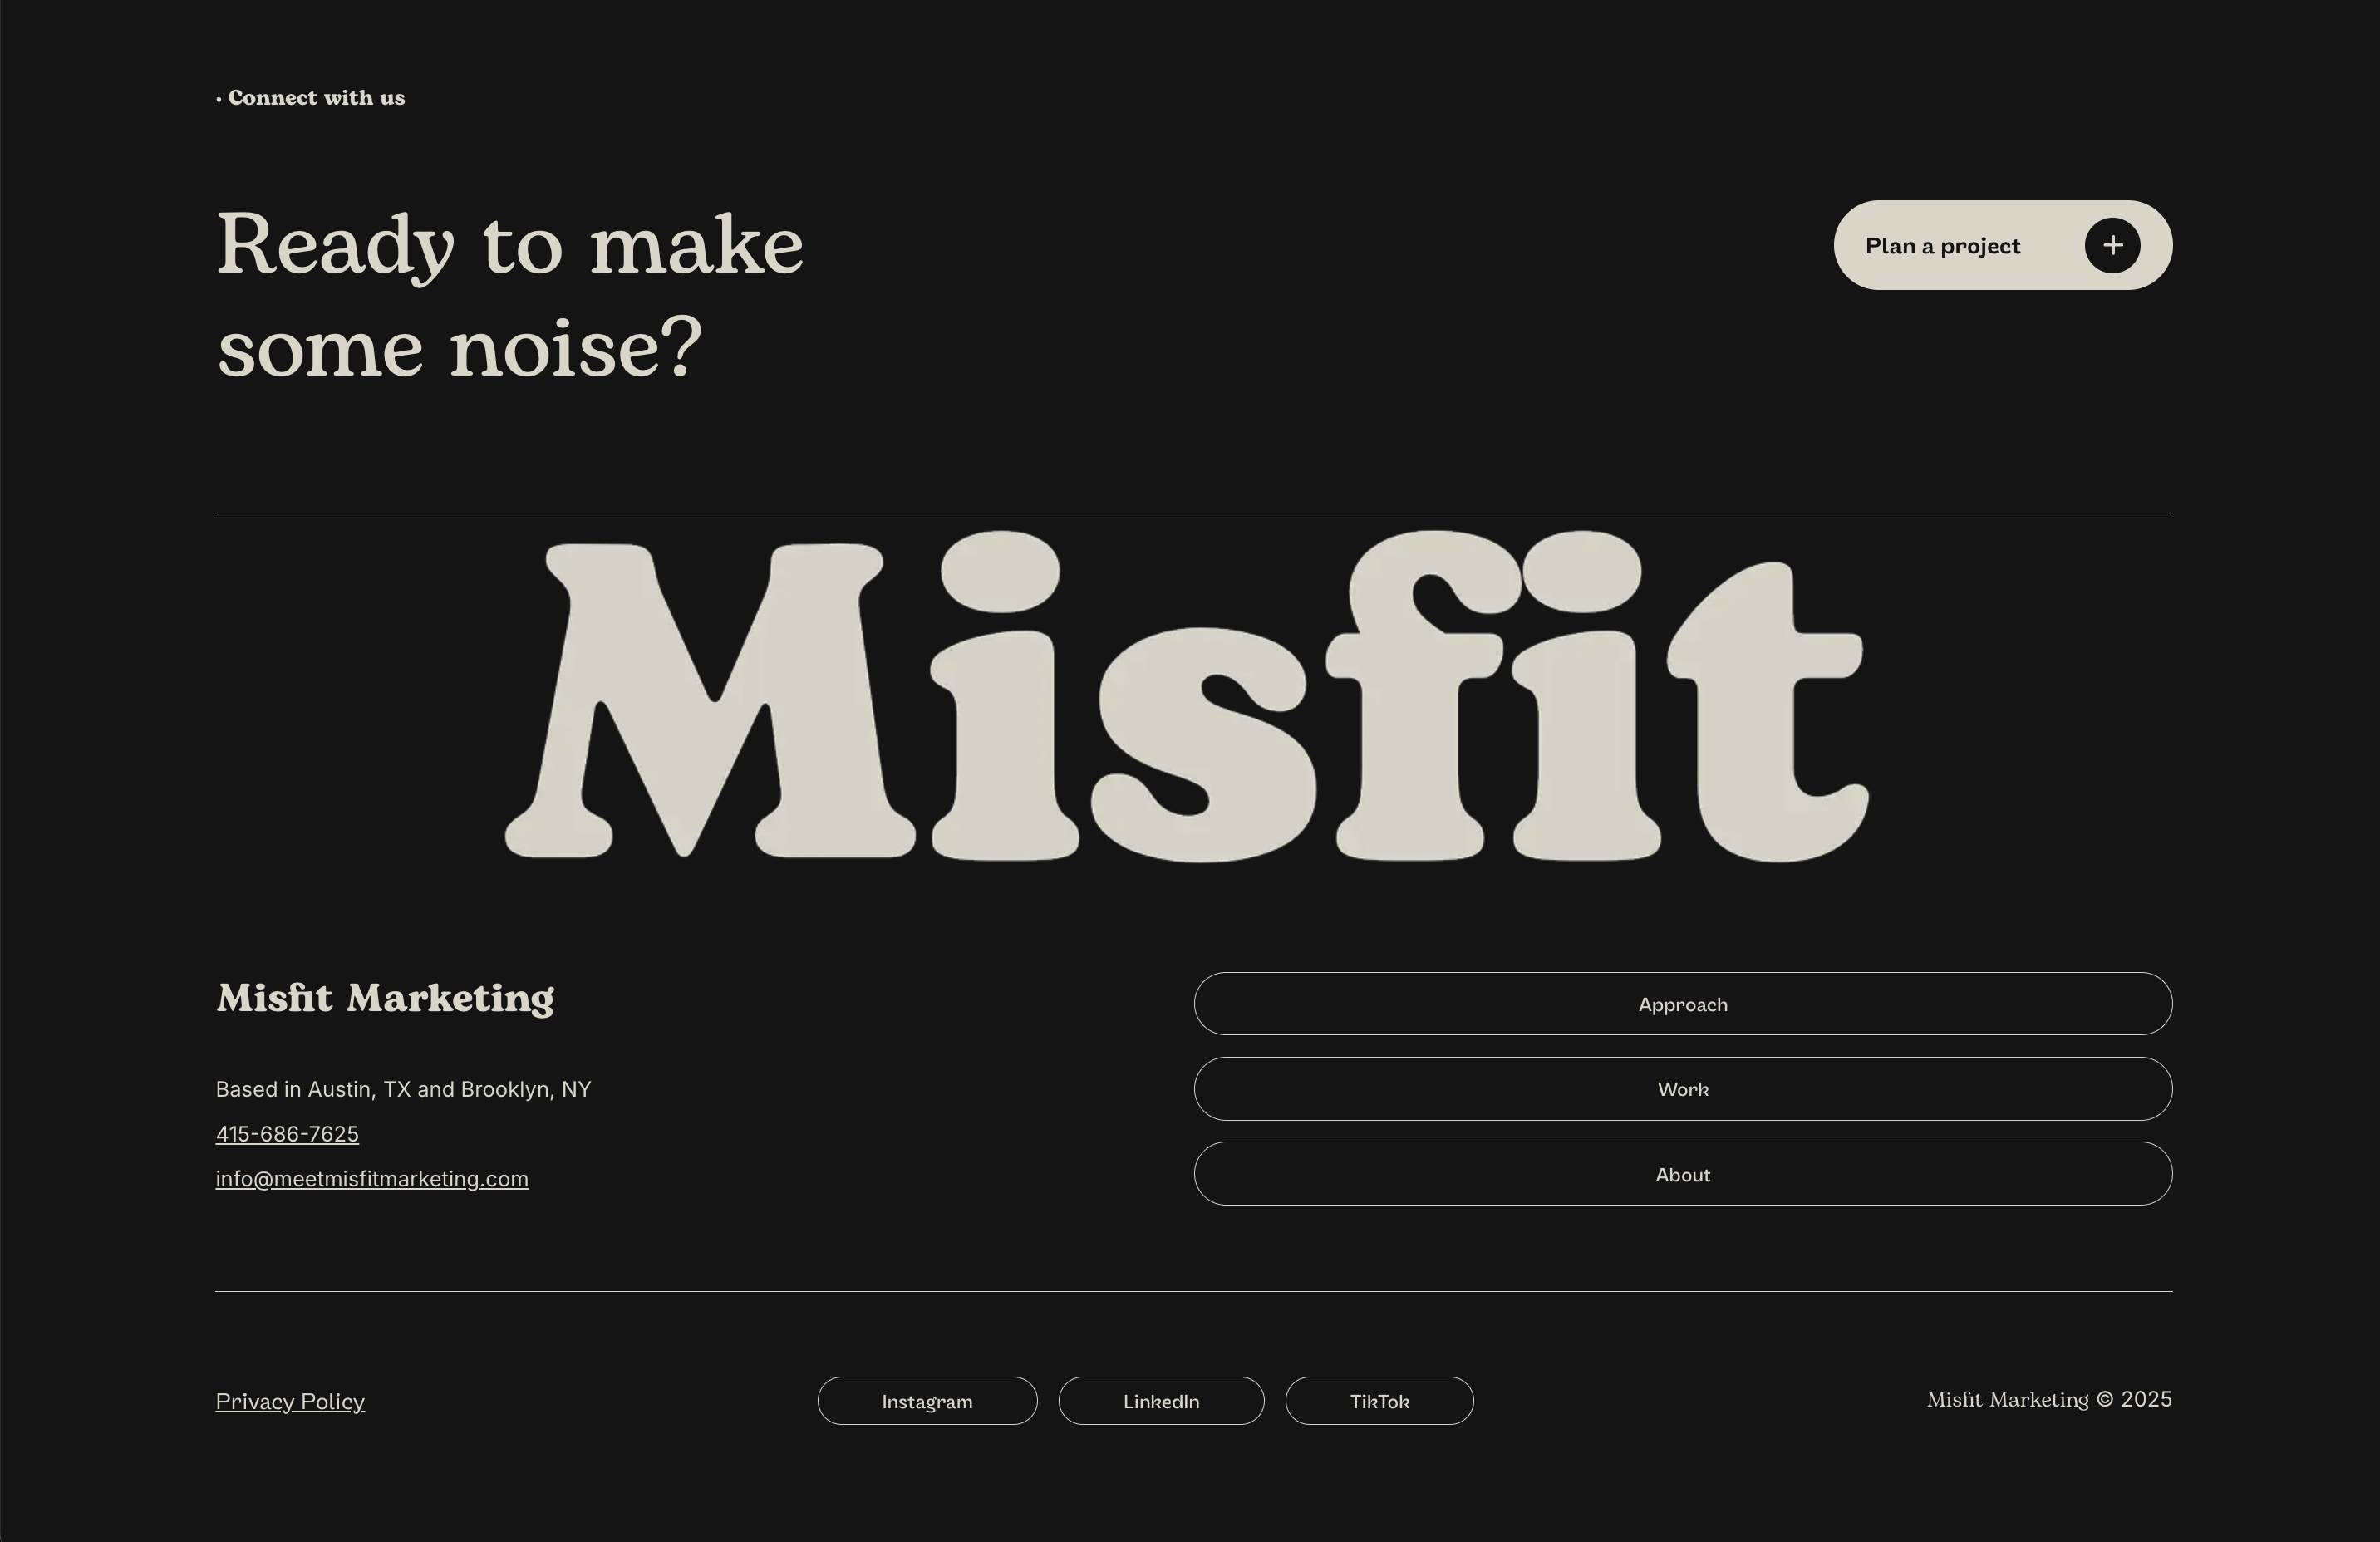 · Connect with us
Ready to make
some noise?
Plan a project
Misfit
Misfit Marketing
Based in Austin, TX and Brooklyn, NY
415-686-7625
info@meetmisfitmarketing.com
Approach
Work
About
Privacy Policy
Instagram
LinkedIn
TikTok
Misfit Marketing © 2025